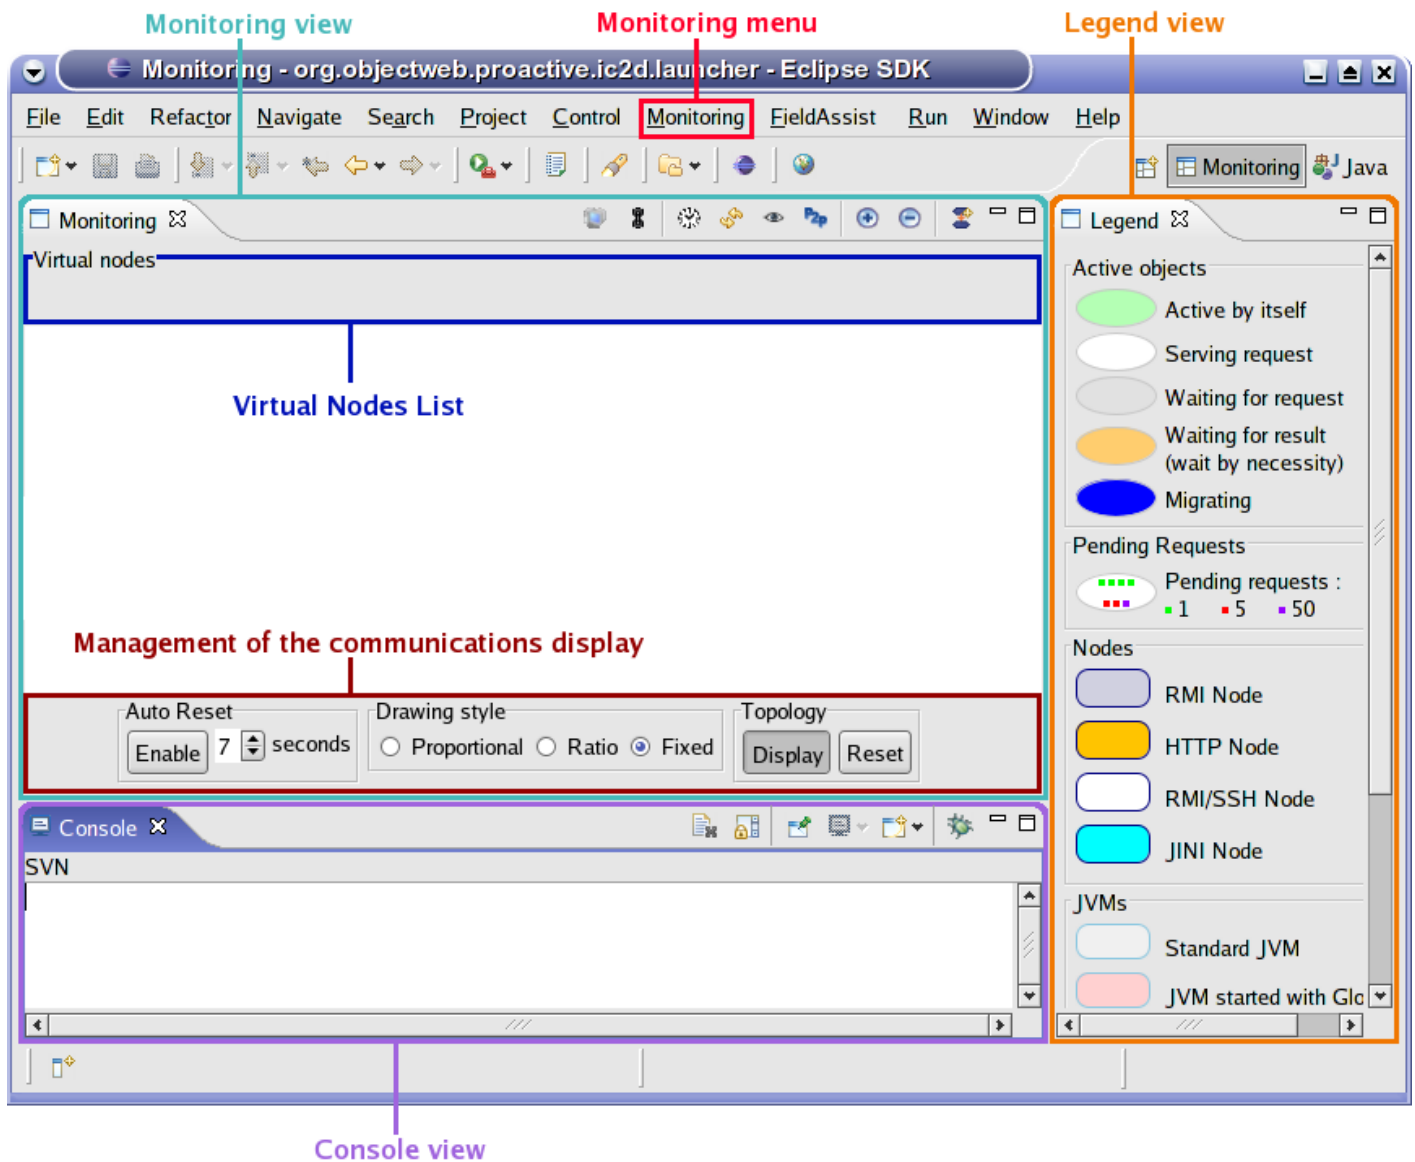 Monitoring view
Monitoring menu
Legend view
Monitoring - org.objectweb.proactive.ic2d.launcher - Eclipse SDK
File Edit Refactor Navigate Search Project Control Monitoring FieldAssist Run Window Help
Monitoring Java
Monitoring
P2P
Virtual nodes
Virtual Nodes List
Management of the communications display
Auto Reset
Enable 7 seconds
Drawing style
Proportional Ratio Fixed
Topology
Display Reset
Console
SVN
Console view
Legend
Active objects
Active by itself
Serving request
Waiting for request
Waiting for result
(wait by necessity)
Migrating
Pending Requests
Pending requests :
1 5 50
Nodes
RMI Node
HTTP Node
RMI/SSH Node
JINI Node
JVMs
Standard JVM
JVM started with Glo